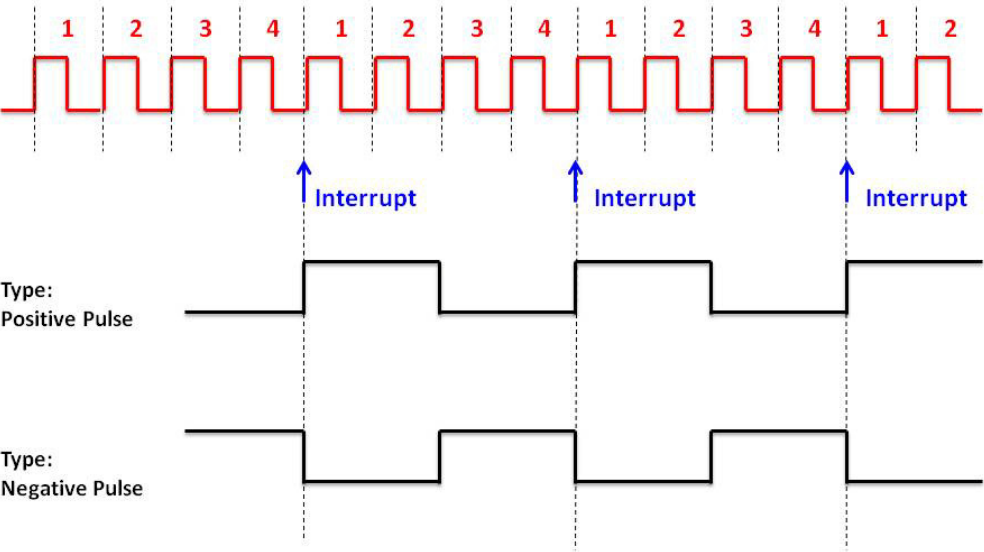 1 2 3 4 1 2 3 4 1 2 3 4 1 2
Interrupt Interrupt Interrupt
Type:
Positive Pulse
Type:
Negative Pulse